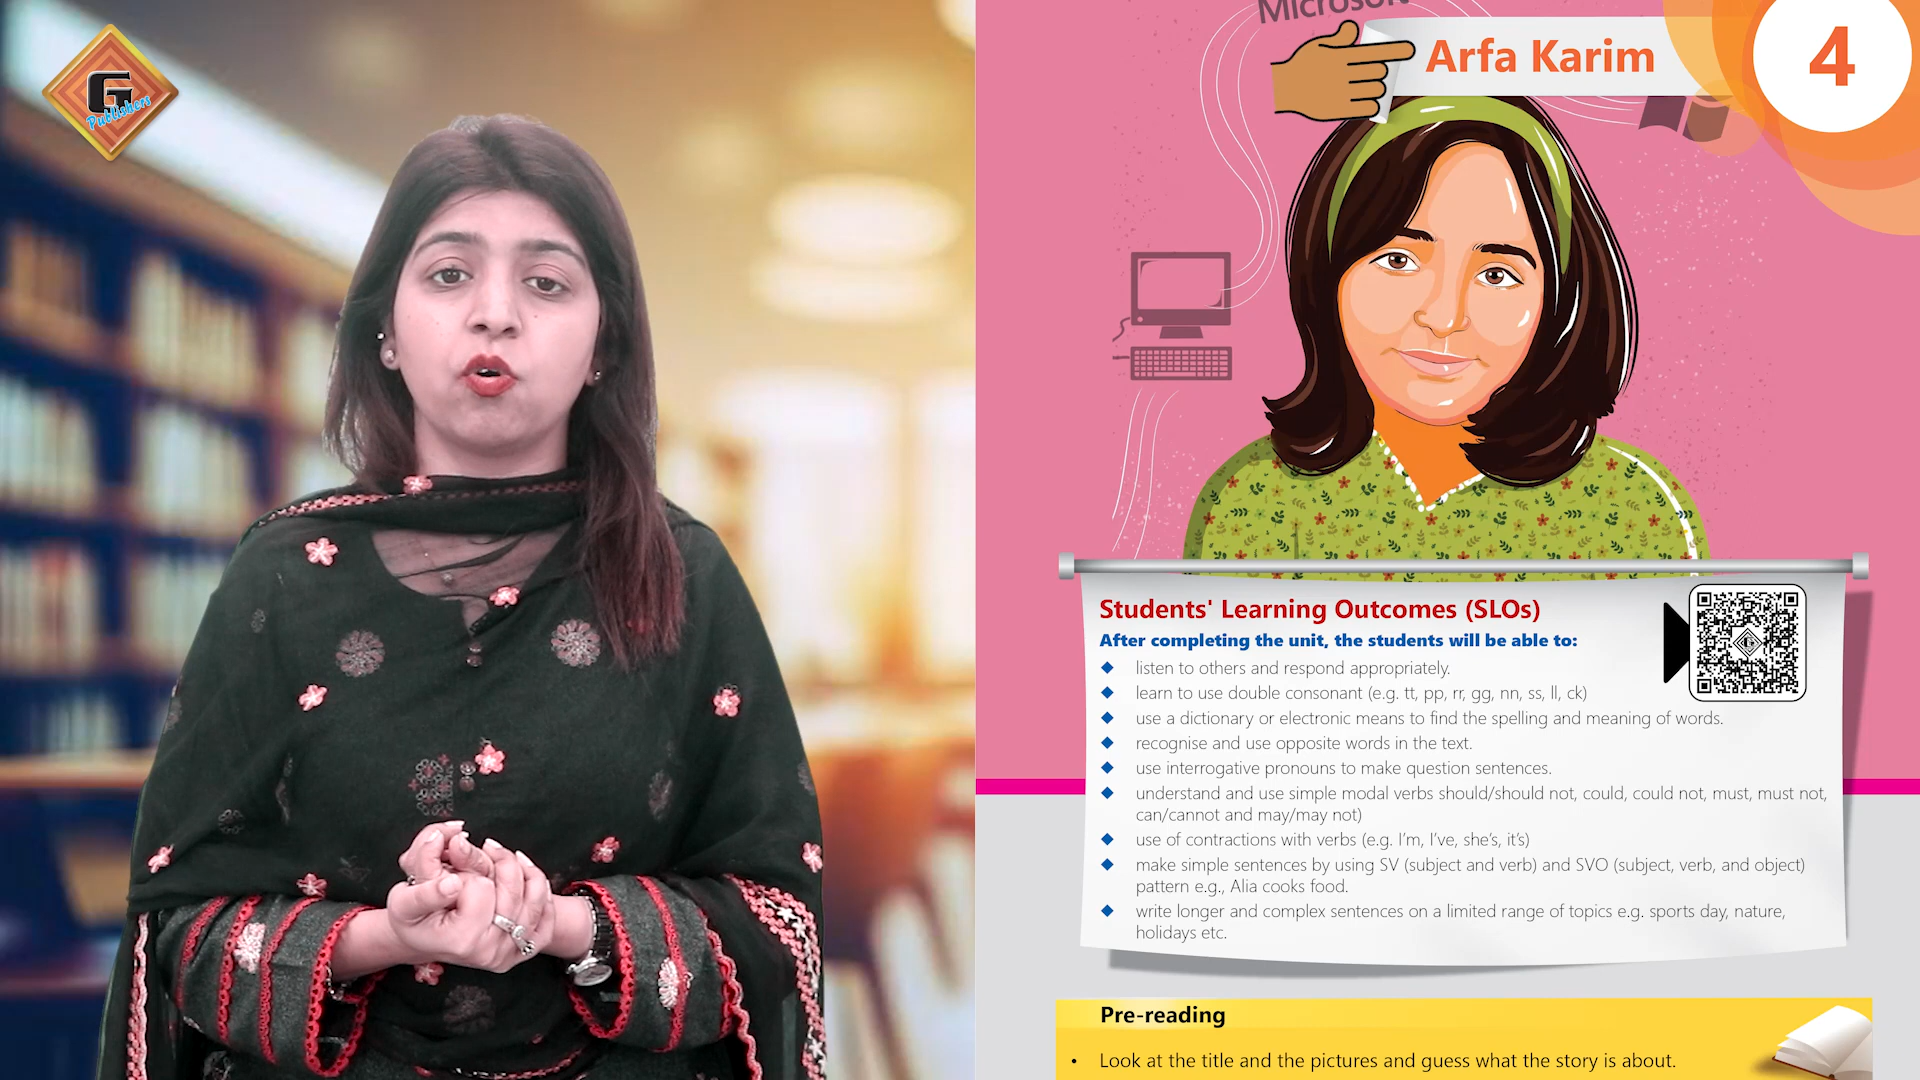 G
Publishers
Microsoft
Arfa Karim
4
Students' Learning Outcomes (SLOs)
After completing the unit, the students will be able to:
◆ listen to others and respond appropriately.
◆ learn to use double consonant (e.g. tt, pp, rr, gg, nn, ss, ll, ck)
◆ use a dictionary or electronic means to find the spelling and meaning of words.
◆ recognise and use opposite words in the text.
◆ use interrogative pronouns to make question sentences.
◆ understand and use simple modal verbs should/should not, could, could not, must, must not,
can/cannot and may/may not)
◆ use of contractions with verbs (e.g. I'm, I've, she's, it's)
◆ make simple sentences by using SV (subject and verb) and SVO (subject, verb, and object)
pattern e.g., Alia cooks food.
◆ write longer and complex sentences on a limited range of topics e.g. sports day, nature,
holidays etc.
Pre-reading
• Look at the title and the pictures and guess what the story is about.